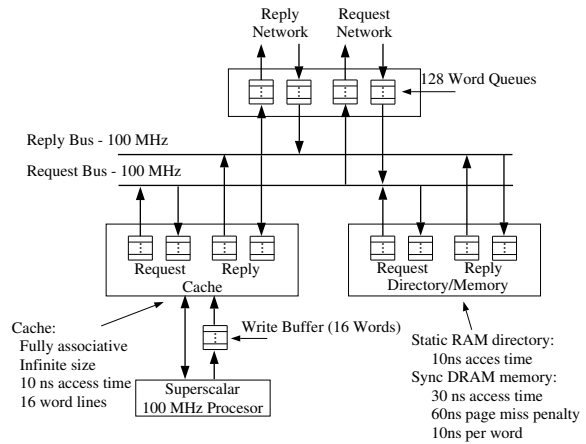 Reply
Network
Request
Network
128 Word Queues
Reply Bus - 100 MHz
Request Bus - 100 MHz
Request
Reply
Cache
Request
Reply
Directory/Memory
Cache:
Fully associative
Infinite size
10 ns access time
16 word lines
Write Buffer (16 Words)
Superscalar
100 MHz Procesor
Static RAM directory:
10ns acces time
Sync DRAM memory:
30 ns access time
60ns page miss penalty
10ns per word